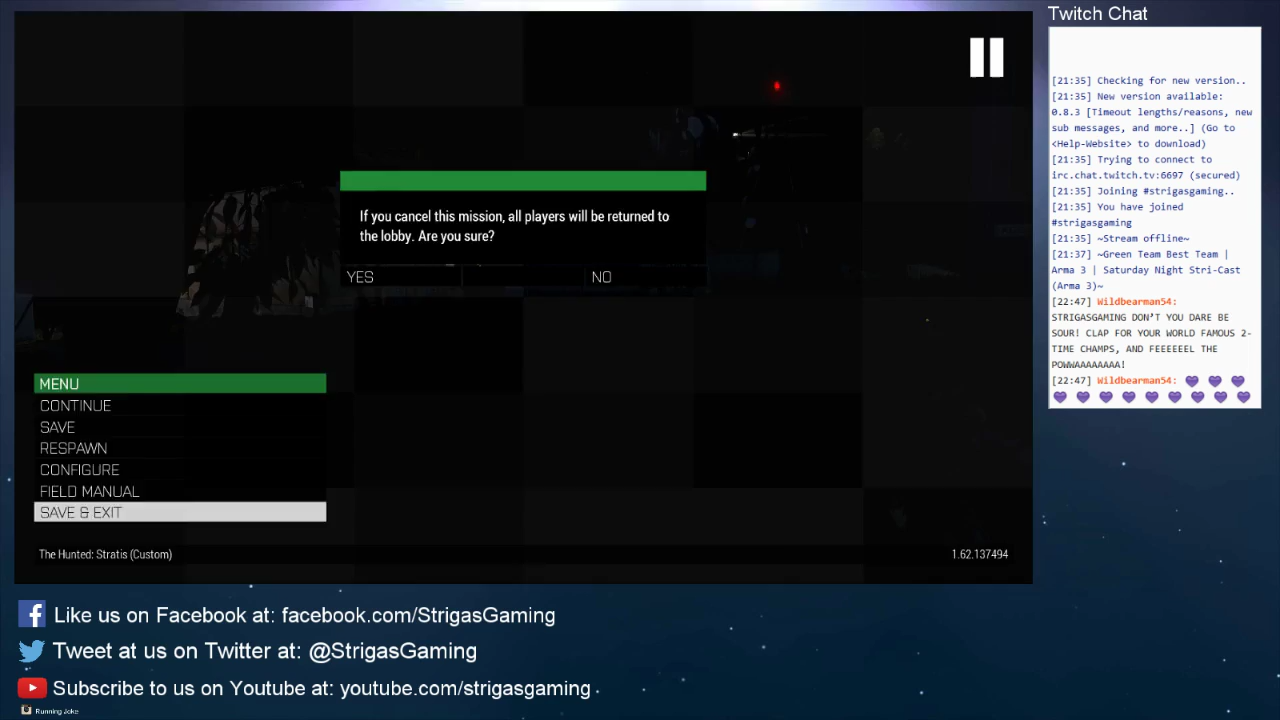 Twitch Chat
[21:35] Checking for new version..
[21:35] New version available:
0.8.3 [Timeout lengths/reasons, new
sub messages, and more..] (Go to
<Help-Website> to download)
[21:35] Trying to connect to
irc.chat.twitch.tv:6697 (secured)
[21:35] Joining #strigasgaming..
[21:35] You have joined
#strigasgaming
[21:35] ~Stream offline~
[21:37] ~Green Team Best Team |
Arma 3 | Saturday Night Stri-Cast
(Arma 3)~
[22:47] Wildbearman54:
STRIGASGAMING DON'T YOU DARE BE
SOUR! CLAP FOR YOUR WORLD FAMOUS 2-
TIME CHAMPS, AND FEEEEEEL THE
POWWAAAAAAAA!
[22:47] Wildbearman54:
If you cancel this mission, all players will be returned to
the lobby. Are you sure?
YES NO
MENU
CONTINUE
SAVE
RESPAWN
CONFIGURE
FIELD MANUAL
SAVE & EXIT
The Hunted: Stratis (Custom) 1.62.137494
Like us on Facebook at: facebook.com/StrigasGaming
Tweet at us on Twitter at: @StrigasGaming
Subscribe to us on Youtube at: youtube.com/strigasgaming
Running Joke